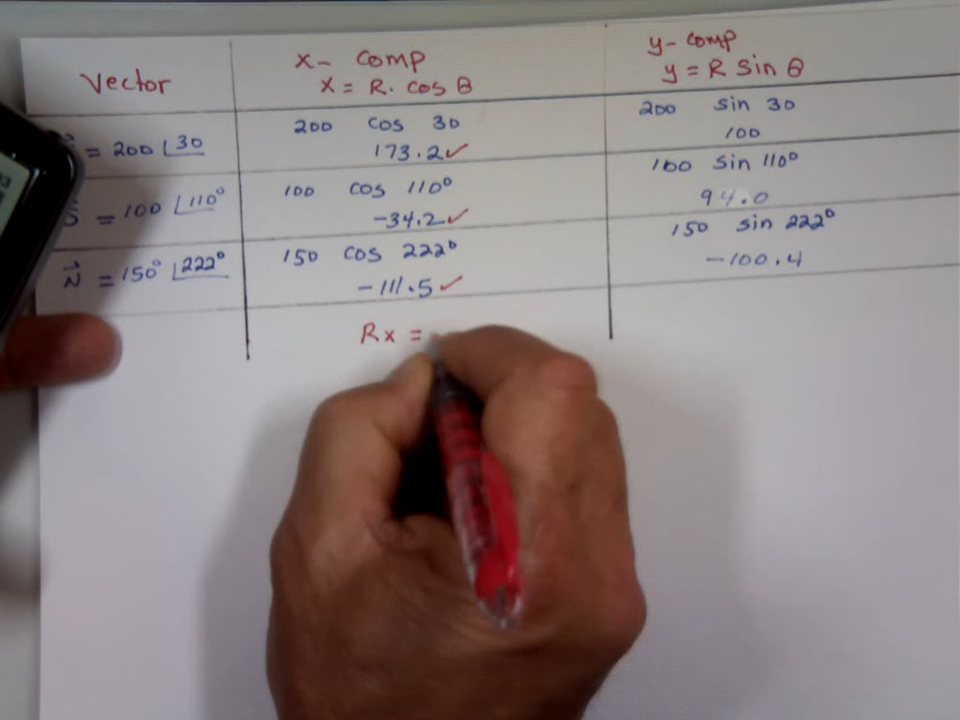 Vector
x- comp
x = R. cos θ
y- comp
y = R sin θ
= 200 ∠30
200 cos 30
173.2✓
200 sin 30
100
= 100 ∠110°
100 cos 110°
-34.2✓
100 sin 110°
94.0
N⃗ = 150° ∠222°
150 cos 222°
-111.5✓
150 sin 222°
-100.4
Rx =